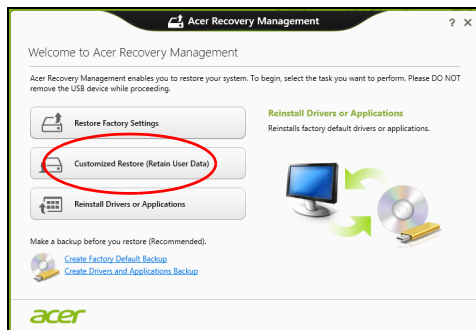 Acer Recovery Management
? ×
Welcome to Acer Recovery Management
Acer Recovery Management enables you to restore your system. To begin, select the task you want to perform. Please DO NOT
remove the USB device while proceeding.
Restore Factory Settings
Customized Restore (Retain User Data)
Reinstall Drivers or Applications
Reinstall Drivers or Applications
Reinstalls factory default drivers or applications.
Make a backup before you restore (Recommended).
Create Factory Default Backup
Create Drivers and Applications Backup
acer